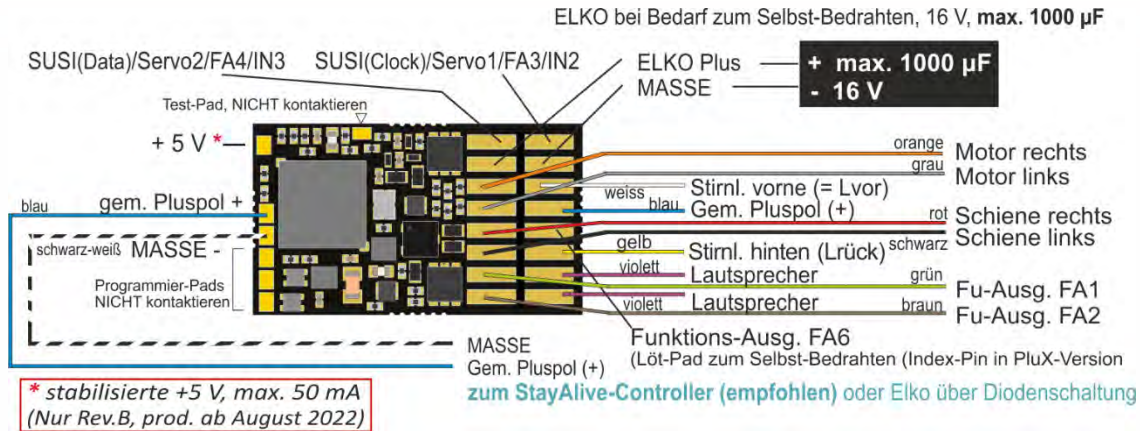 ELKO bei Bedarf zum Selbst-Bedrahten, 16 V, max. 1000 µF
SUSI(Data)/Servo2/FA4/IN3
SUSI(Clock)/Servo1/FA3/IN2
ELKO Plus
MASSE
+ max. 1000 µF
- 16 V
Test-Pad, NICHT kontaktieren
+ 5 V *
orange
Motor rechts
grau
Motor links
weiss
Stirnl. vorne (= Lvor)
blau
Gem. Pluspol (+)
blau
gem. Pluspol +
rot
Schiene rechts
schwarz
Schiene links
schwarz-weiß
MASSE -
gelb
Stirnl. hinten (Lrück)
violett
Lautsprecher
grün
Fu-Ausg. FA1
violett
Lautsprecher
braun
Fu-Ausg. FA2
Programmier-Pads
NICHT kontaktieren
Funktions-Ausg. FA6
(Löt-Pad zum Selbst-Bedrahten (Index-Pin in PluX-Version
MASSE
Gem. Pluspol (+)
zum StayAlive-Controller (empfohlen) oder Elko über Diodenschaltung
* stabilisierte +5 V, max. 50 mA
(Nur Rev.B, prod. ab August 2022)